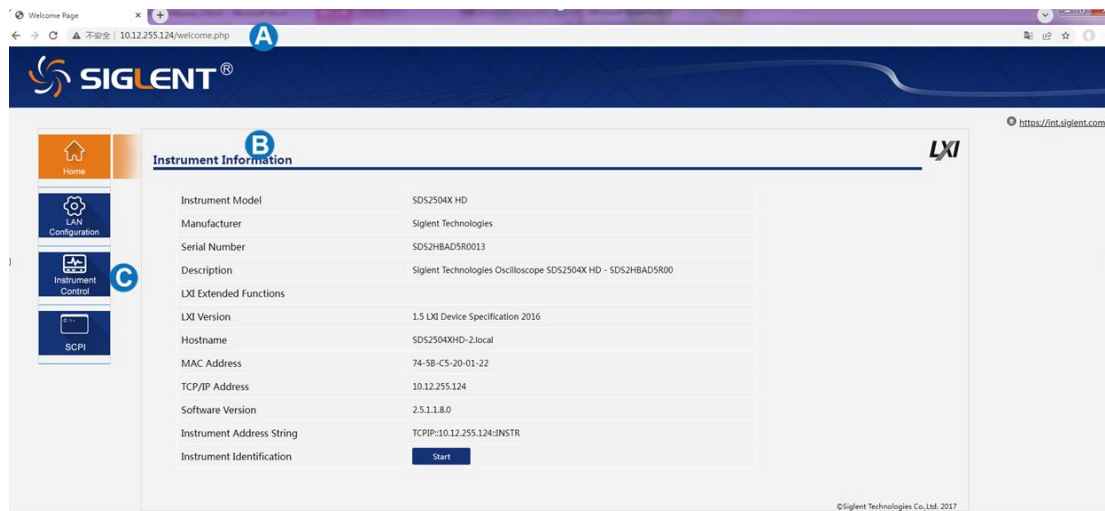 Welcome Page
不安全 10.12.255.124/welcome.php
A
SIGLENT®
https://int.siglent.com
Home
LAN
Configuration
Instrument
Control
C
SCPI
B
Instrument Information
LXI
Instrument Model SDS2504X HD
Manufacturer Siglent Technologies
Serial Number SDS2HBAD5R0013
Description Siglent Technologies Oscilloscope SDS2504X HD - SDS2HBAD5R00
LXI Extended Functions
LXI Version 1.5 LXI Device Specification 2016
Hostname SDS2504XHD-2.local
MAC Address 74-5B-C5-20-01-22
TCP/IP Address 10.12.255.124
Software Version 2.5.1.1.8.0
Instrument Address String TCPIP::10.12.255.124::INSTR
Instrument Identification Start
©Siglent Technologies Co,Ltd. 2017